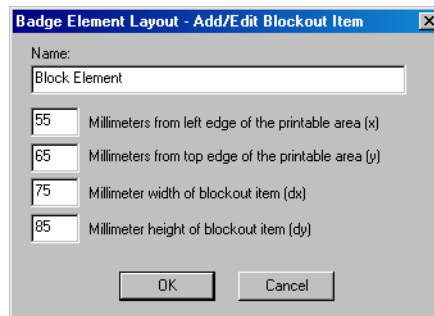 Badge Element Layout - Add/Edit Blockout Item
Name:
Block Element
55 Millimeters from left edge of the printable area (x)
65 Millimeters from top edge of the printable area (y)
75 Millimeter width of blockout item (dx)
85 Millimeter height of blockout item (dy)
OK Cancel